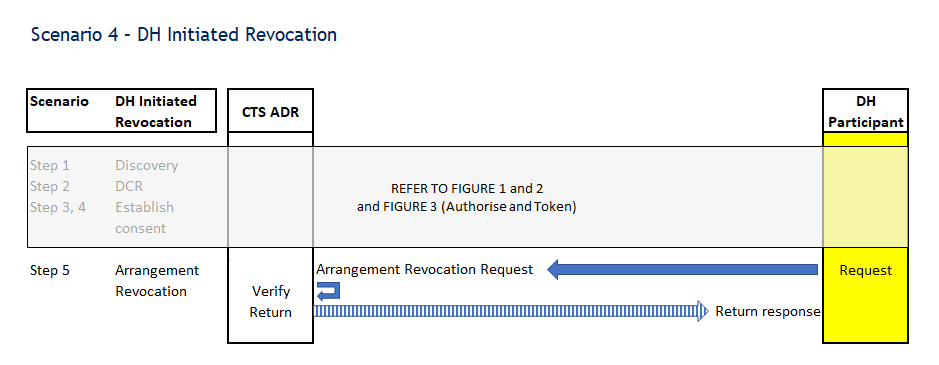 Scenario 4 - DH Initiated Revocation
Scenario DH Initiated
Revocation
CTS ADR
DH
Participant
Step 1 Discovery
Step 2 DCR
Step 3, 4 Establish
consent
REFER TO FIGURE 1 and 2
and FIGURE 3 (Authorise and Token)
Step 5 Arrangement
Revocation
Arrangement Revocation Request
Request
Verify
Return
Return response